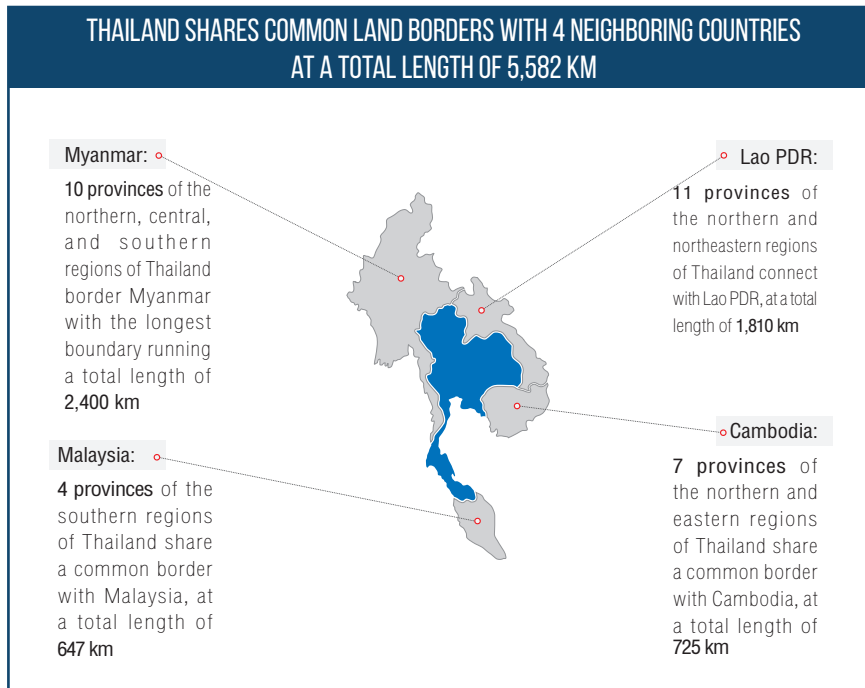 THAILAND SHARES COMMON LAND BORDERS WITH 4 NEIGHBORING COUNTRIES
AT A TOTAL LENGTH OF 5,582 KM
Myanmar:
10 provinces of the
northern, central,
and southern
regions of Thailand
border Myanmar
with the longest
boundary running
a total length of
2,400 km
Lao PDR:
11 provinces of
the northern and
northeastern regions
of Thailand connect
with Lao PDR, at a total
length of 1,810 km
Malaysia:
4 provinces of the
southern regions
of Thailand share
a common border
with Malaysia, at
a total length of
647 km
Cambodia:
7 provinces of
the northern and
eastern regions
of Thailand share
a common border
with Cambodia, at
a total length of
725 km